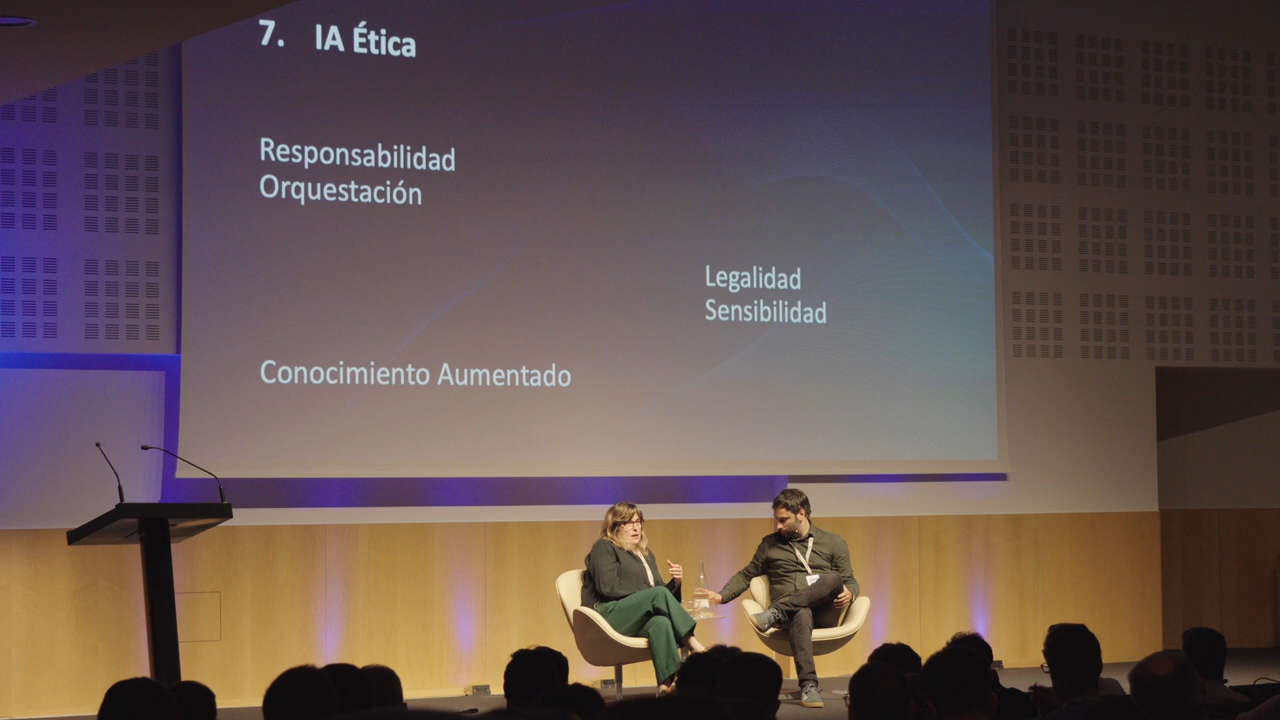 7. IA Ética
Responsabilidad
Orquestación
Legalidad
Sensibilidad
Conocimiento Aumentado